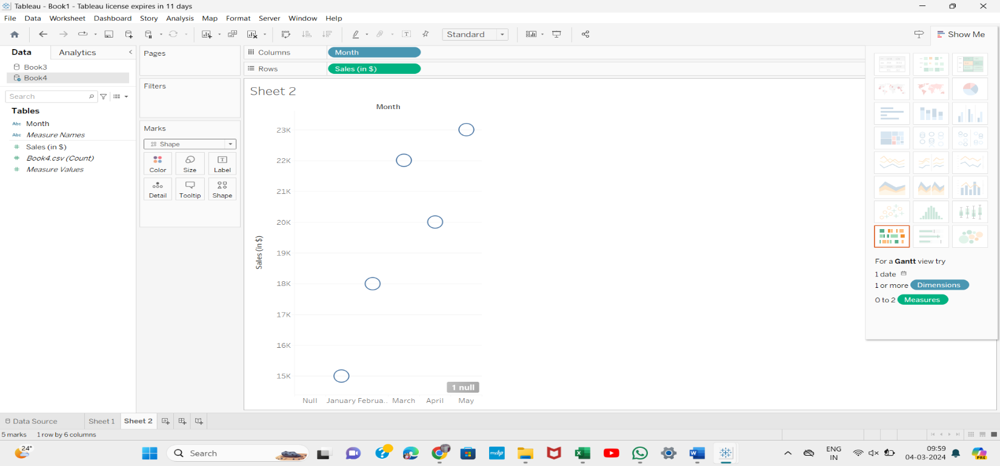 Tableau - Book1 - Tableau license expires in 11 days
File Data Worksheet Dashboard Story Analysis Map Format Server Window Help
Standard
Show Me
Data Analytics
Book3
Book4
Search
Tables
Abc Month
Abc Measure Names
# Sales (in $)
# Book4.csv (Count)
# Measure Values
Pages
Filters
Marks
Shape
Color Size Label
Detail Tooltip Shape
Columns Month
Rows Sales (in $)
Sheet 2
Month
23K
22K
21K
20K
19K
18K
17K
16K
15K
Sales (in $)
1 null
Null January Februa.. March April May
For a Gantt view try
1 date
1 or more Dimensions
0 to 2 Measures
Data Source Sheet 1 Sheet 2
5 marks 1 row by 6 columns
24°
Search
myhp
ENG
IN
09:59
04-03-2024
PRE